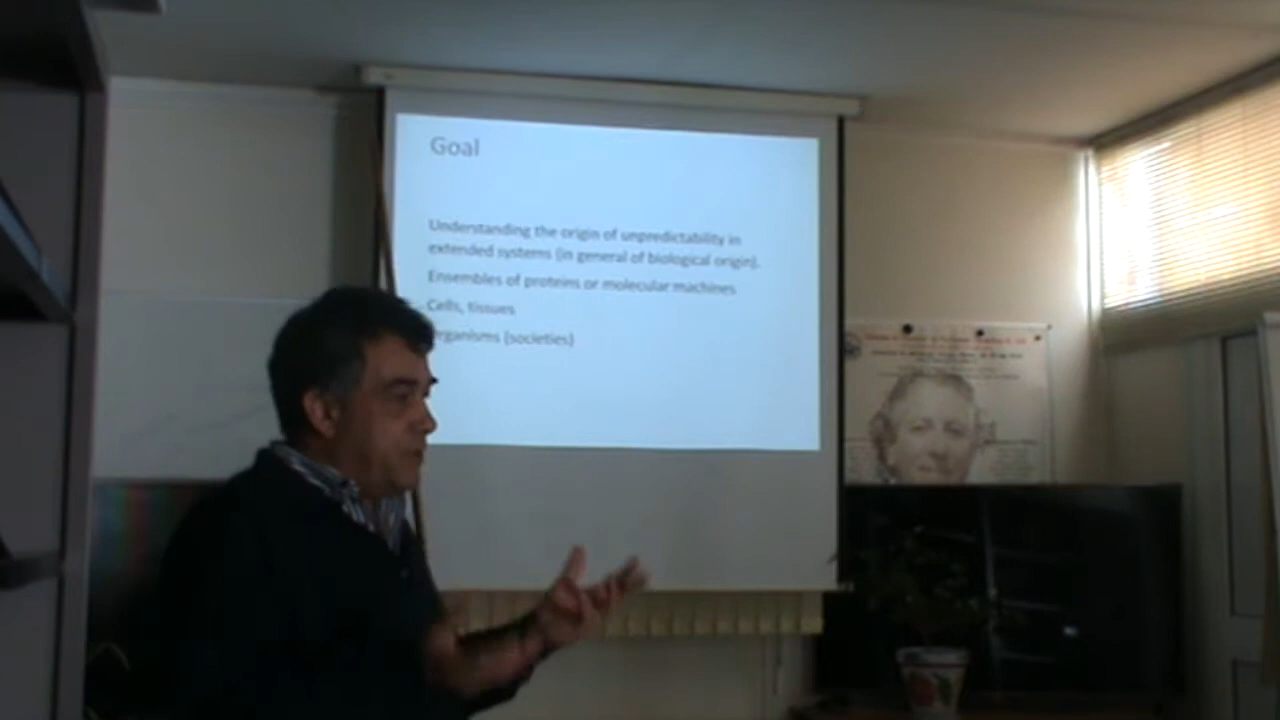 Goal
Understanding the origin of unpredictability in
extended systems (in general of biological origin).
Ensembles of proteins or molecular machines
Cells, tissues
Organisms (societies)